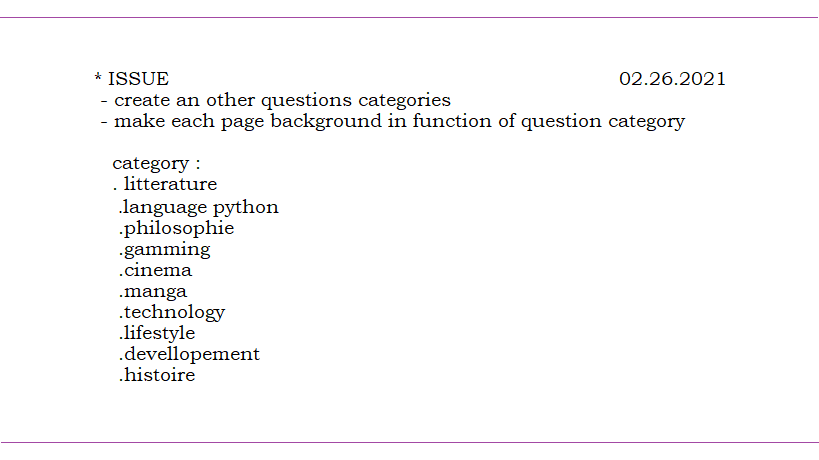 * ISSUE 02.26.2021
- create an other questions categories
- make each page background in function of question category
category :
. litterature
.language python
.philosophie
.gamming
.cinema
.manga
.technology
.lifestyle
.devellopement
.histoire